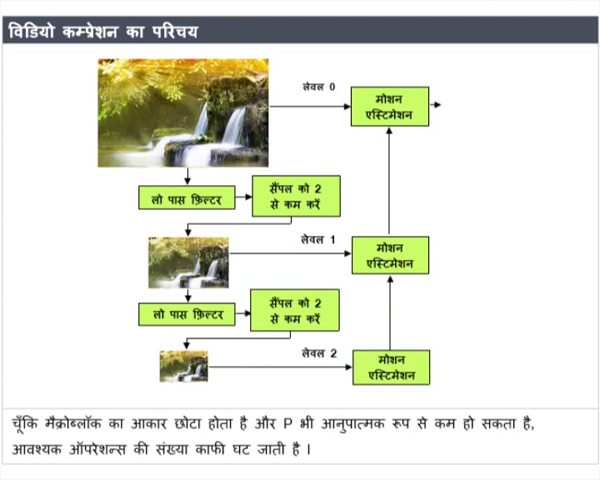 विडियो कम्प्रेशन का परिचय
लेवल 0
मोशन
एस्टिमेशन
लो पास फ़िल्टर
सैंपल को 2
से कम करें
लेवल 1
मोशन
एस्टिमेशन
लो पास फ़िल्टर
सैंपल को 2
से कम करें
लेवल 2
मोशन
एस्टिमेशन
चूँकि मैक्रोब्लॉक का आकार छोटा होता है और P भी आनुपात्मक रूप से कम हो सकता है,
आवश्यक ऑपरेशन्स की संख्या काफी घट जाती है ।